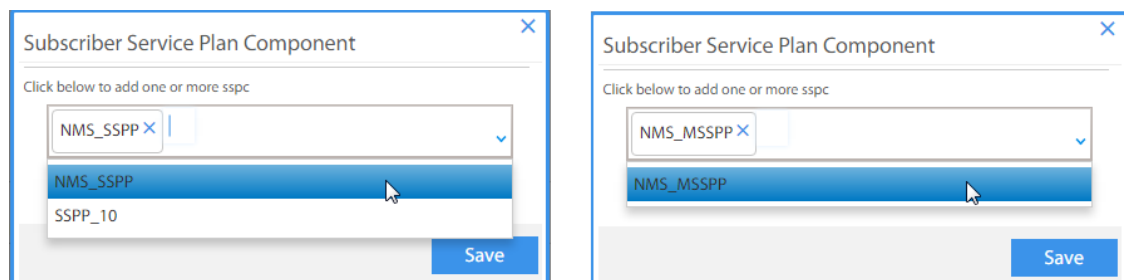 Subscriber Service Plan Component
Click below to add one or more sspc
NMS_SSPP
NMS_SSPP
SSPP_10
Save
Subscriber Service Plan Component
Click below to add one or more sspc
NMS_MSSPP
NMS_MSSPP
Save